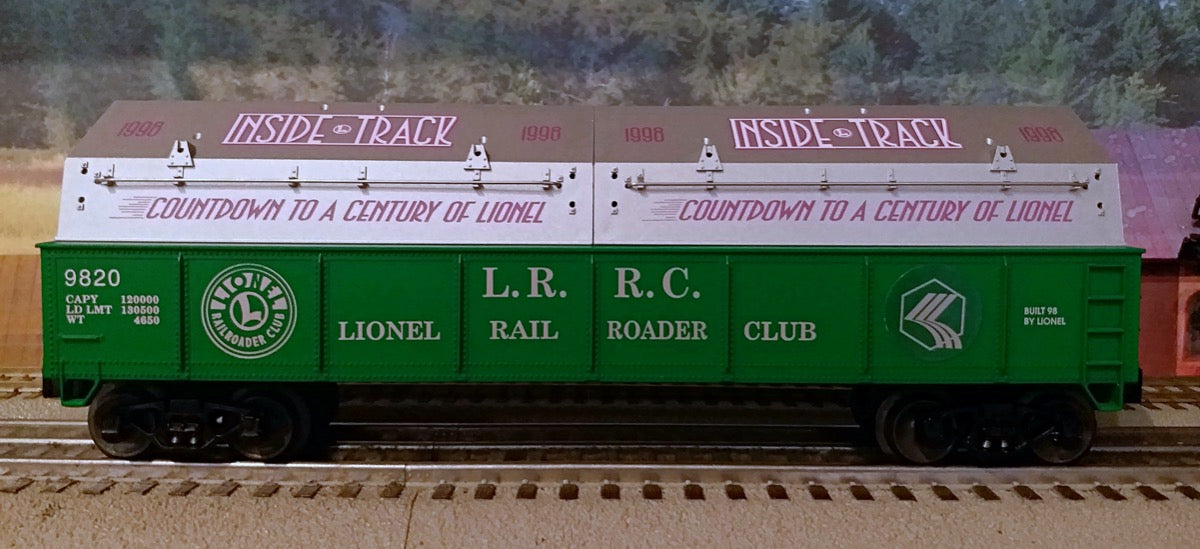 1998 INSIDE L TRACK 1998
1998 INSIDE L TRACK 1998
COUNTDOWN TO A CENTURY OF LIONEL
COUNTDOWN TO A CENTURY OF LIONEL
9820
CAPY 120000
LD LMT 130500
WT 4650
LIONEL
L
RAILROADER CLUB
L.R. R.C.
LIONEL RAIL ROADER CLUB
BUILT 98
BY LIONEL